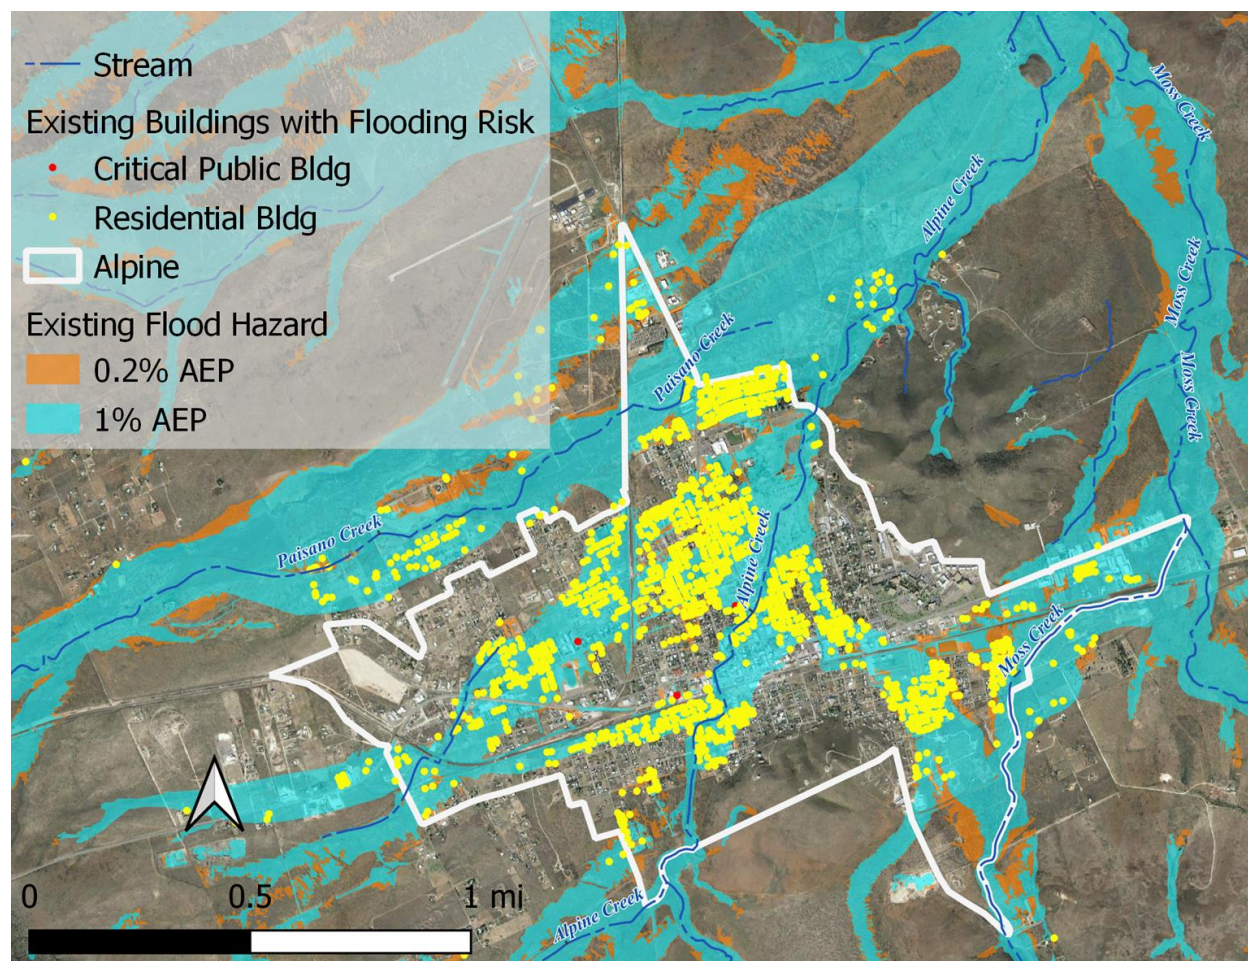 Stream
Existing Buildings with Flooding Risk
Critical Public Bldg
Residential Bldg
Alpine
Existing Flood Hazard
0.2% AEP
1% AEP
Moss Creek
Alpine Creek
Moss Creek
Paisano Creek
Moss Creek
Paisano Creek
Alpine Creek
Moss Creek
Alpine Creek
0 0.5 1 mi